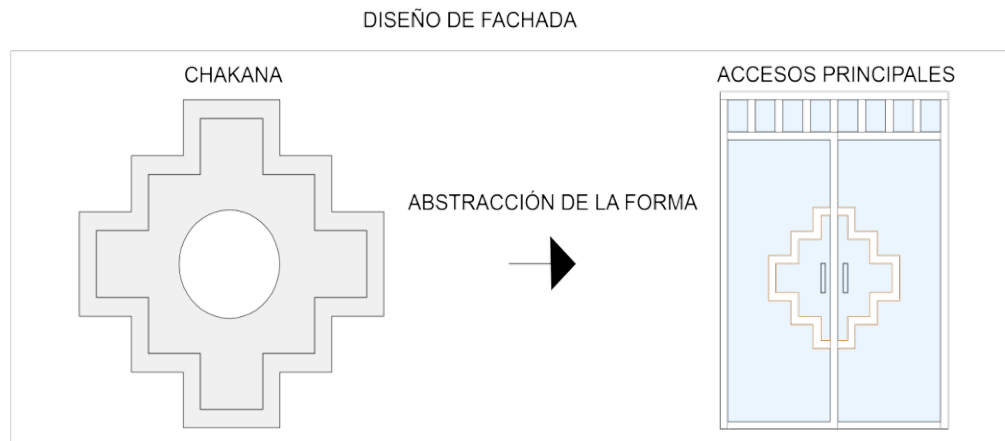 DISEÑO DE FACHADA
CHAKANA
ACCESOS PRINCIPALES
ABSTRACCIÓN DE LA FORMA